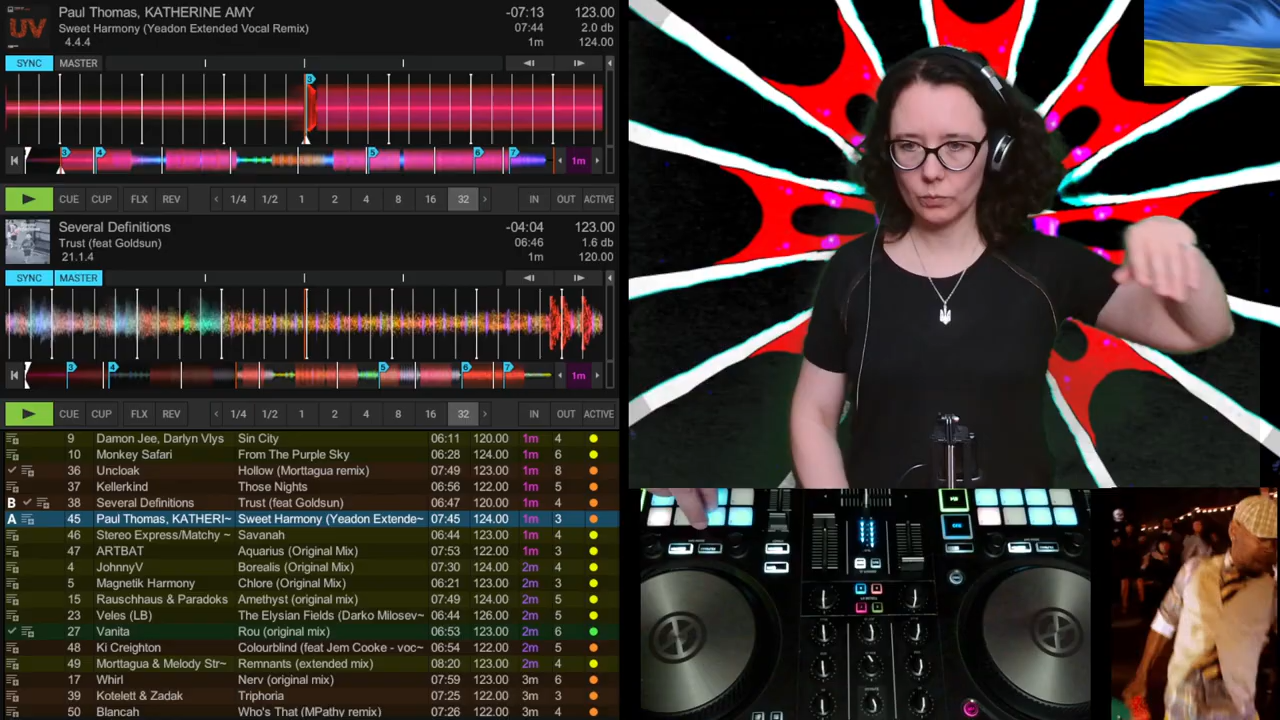 UV
Paul Thomas, KATHERINE AMY -07:13 123.00
Sweet Harmony (Yeadon Extended Vocal Remix) 07:44 2.0 db
4.4.4 1m 124.00
SYNC MASTER
3
3 4 5 6 7 1m
CUE CUP FLX REV 1/4 1/2 1 2 4 8 16 32 IN OUT ACTIVE
Several Definitions -04:04 123.00
Trust (feat Goldsun) 06:46 1.6 db
21.1.4 1m 120.00
SYNC MASTER
3 4 5 6 7 1m
CUE CUP FLX REV 1/4 1/2 1 2 4 8 16 32 IN OUT ACTIVE
9 Damon Jee, Darlyn Vlys Sin City 06:11 120.00 1m 4
10 Monkey Safari From The Purple Sky 06:28 124.00 1m 6
36 Uncloak Hollow (Morttagua remix) 07:49 123.00 1m 8
37 Kellerkind Those Nights 06:56 122.00 1m 5
B 38 Several Definitions Trust (feat Goldsun) 06:47 120.00 1m 4
A 45 Paul Thomas, KATHERI~ Sweet Harmony (Yeadon Extende~ 07:45 124.00 1m 3
46 Stereo Express/Matchy ~ Savanah 06:44 123.00 1m 4
47 ARTBAT Aquarius (Original Mix) 07:53 123.00 1m 3
4 JohnnyV Borealis (Original Mix) 07:30 124.00 2m 4
5 Magnetik Harmony Chlore (Original Mix) 06:21 123.00 2m 3
15 Rauschhaus & Paradoks Amethyst (original mix) 07:49 124.00 2m 5
23 Veles (LB) The Elysian Fields (Darko Milosev~ 06:44 126.00 2m 5
27 Vanita Rou (original mix) 06:53 123.00 2m 6
48 Ki Creighton Colourblind (feat Jem Cooke - voc~ 06:54 122.00 2m 5
49 Morttagua & Melody Str~ Remnants (extended mix) 08:20 123.00 2m 4
17 Whirl Nerv (original mix) 07:59 123.00 3m 6
39 Kotelett & Zadak Triphoria 07:25 122.00 3m 3
50 Blancah Who's That (MPathy remix) 07:26 122.00 3m 4